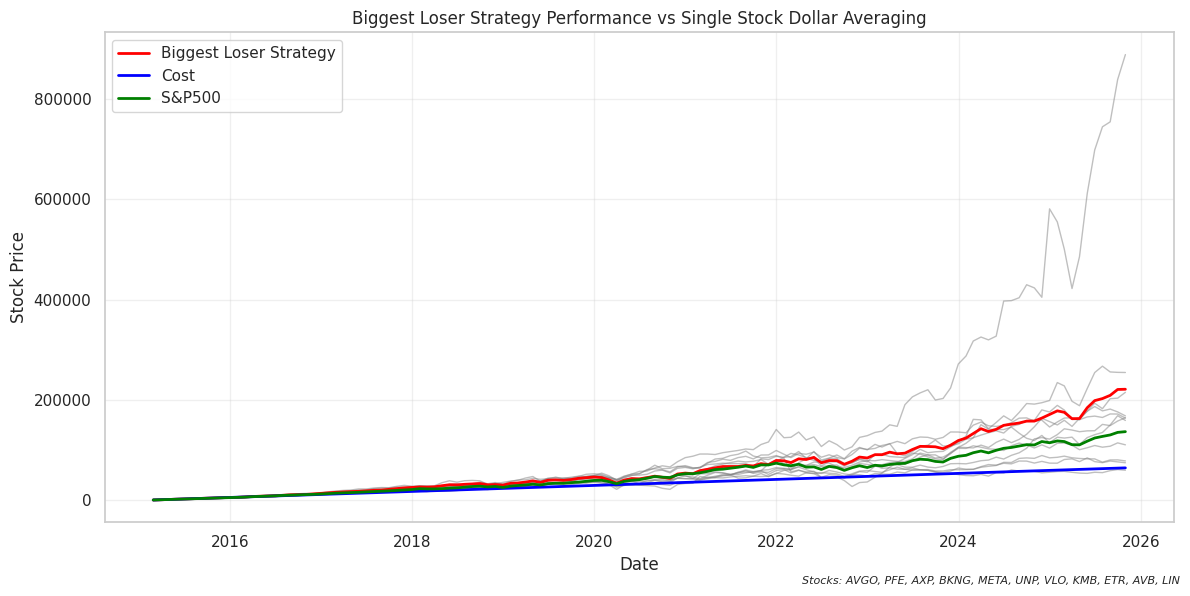 Biggest Loser Strategy Performance vs Single Stock Dollar Averaging
Biggest Loser Strategy
Cost
S&P500
Stock Price
800000
600000
400000
200000
0
2016
2018
2020
2022
2024
2026
Date
Stocks: AVGO, PFE, AXP, BKNG, META, UNP, VLO, KMB, ETR, AVB, LIN